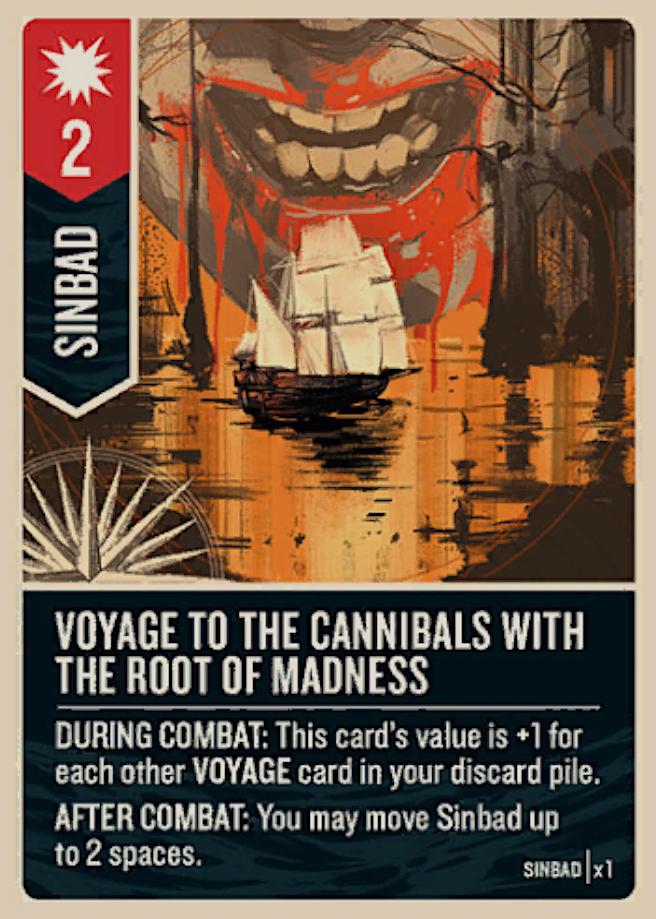 2
SINBAD
VOYAGE TO THE CANNIBALS WITH
THE ROOT OF MADNESS
DURING COMBAT: This card's value is +1 for
each other VOYAGE card in your discard pile.
AFTER COMBAT: You may move Sinbad up
to 2 spaces.
SINBAD | x1